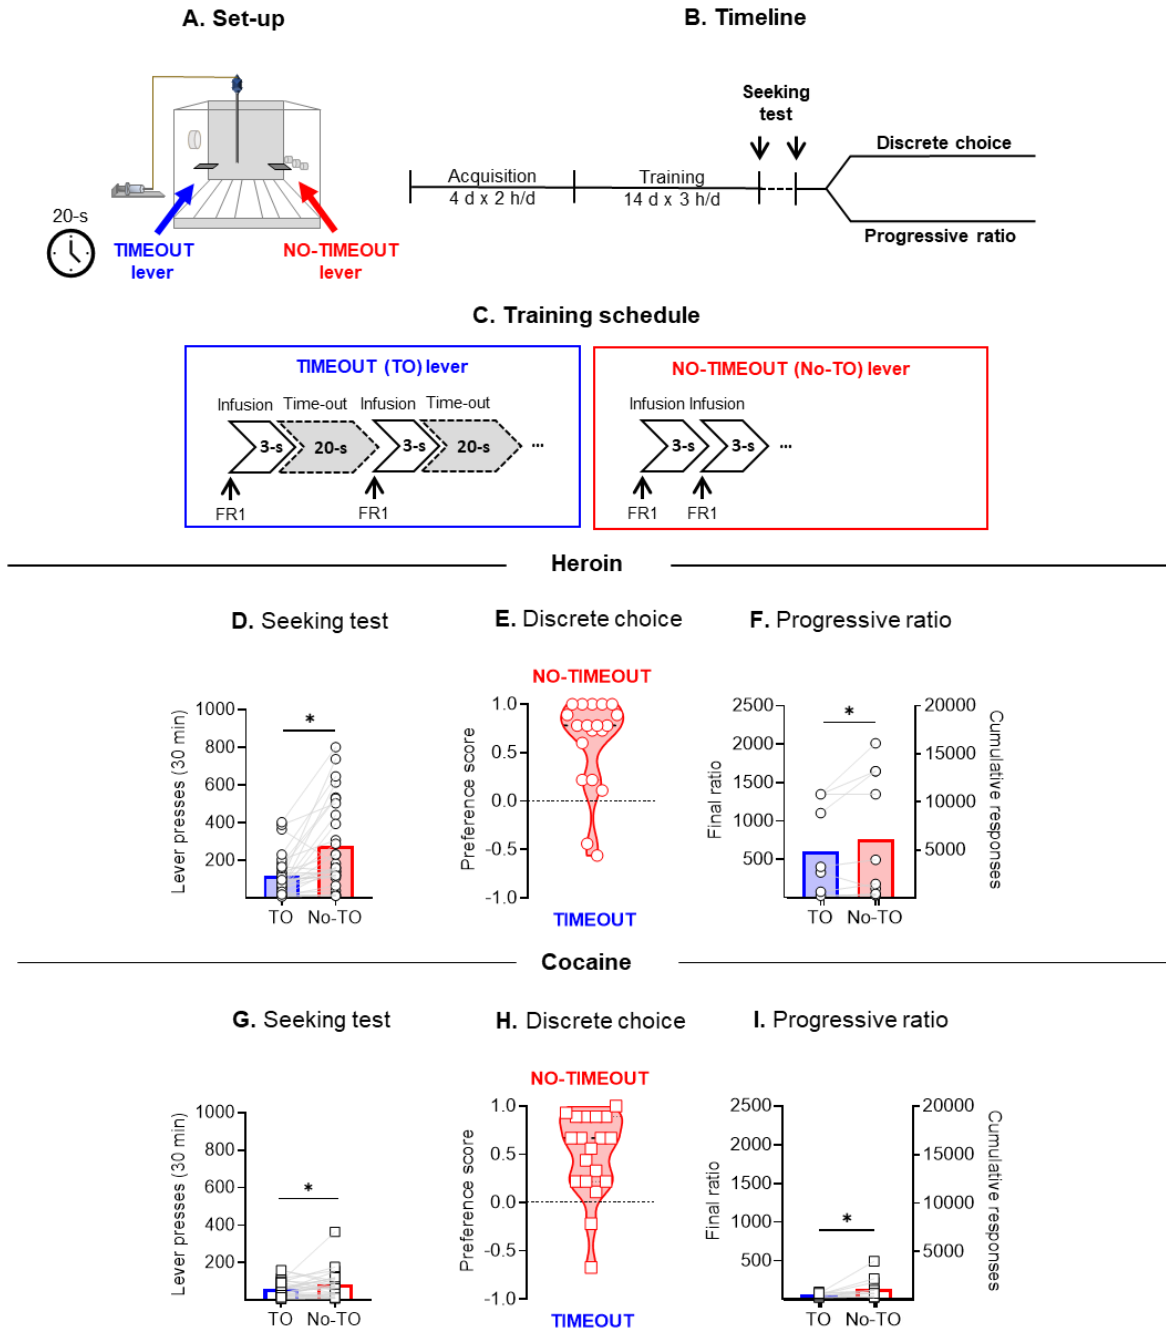 A. Set-up
B. Timeline
20-s
TIMEOUT
lever
NO-TIMEOUT
lever
Seeking
test
Acquisition
4 d x 2 h/d
Training
14 d x 3 h/d
Discrete choice
Progressive ratio
C. Training schedule
TIMEOUT (TO) lever
Infusion Time-out Infusion Time-out
3-s 20-s 3-s 20-s ...
FR1 FR1
NO-TIMEOUT (No-TO) lever
Infusion Infusion
3-s 3-s ...
FR1 FR1
Heroin
D. Seeking test
Lever presses (30 min)
1000
800
600
400
200
*
TO No-TO
E. Discrete choice
NO-TIMEOUT
Preference score
1.0
0.5
0.0
-0.5
-1.0
TIMEOUT
F. Progressive ratio
Final ratio
2500
2000
1500
1000
500
*
TO No-TO
20000
15000
10000
5000
Cumulative responses
Cocaine
G. Seeking test
Lever presses (30 min)
1000
800
600
400
200
*
TO No-TO
H. Discrete choice
NO-TIMEOUT
Preference score
1.0
0.5
0.0
-0.5
-1.0
TIMEOUT
I. Progressive ratio
Final ratio
2500
2000
1500
1000
500
*
TO No-TO
20000
15000
10000
5000
Cumulative responses